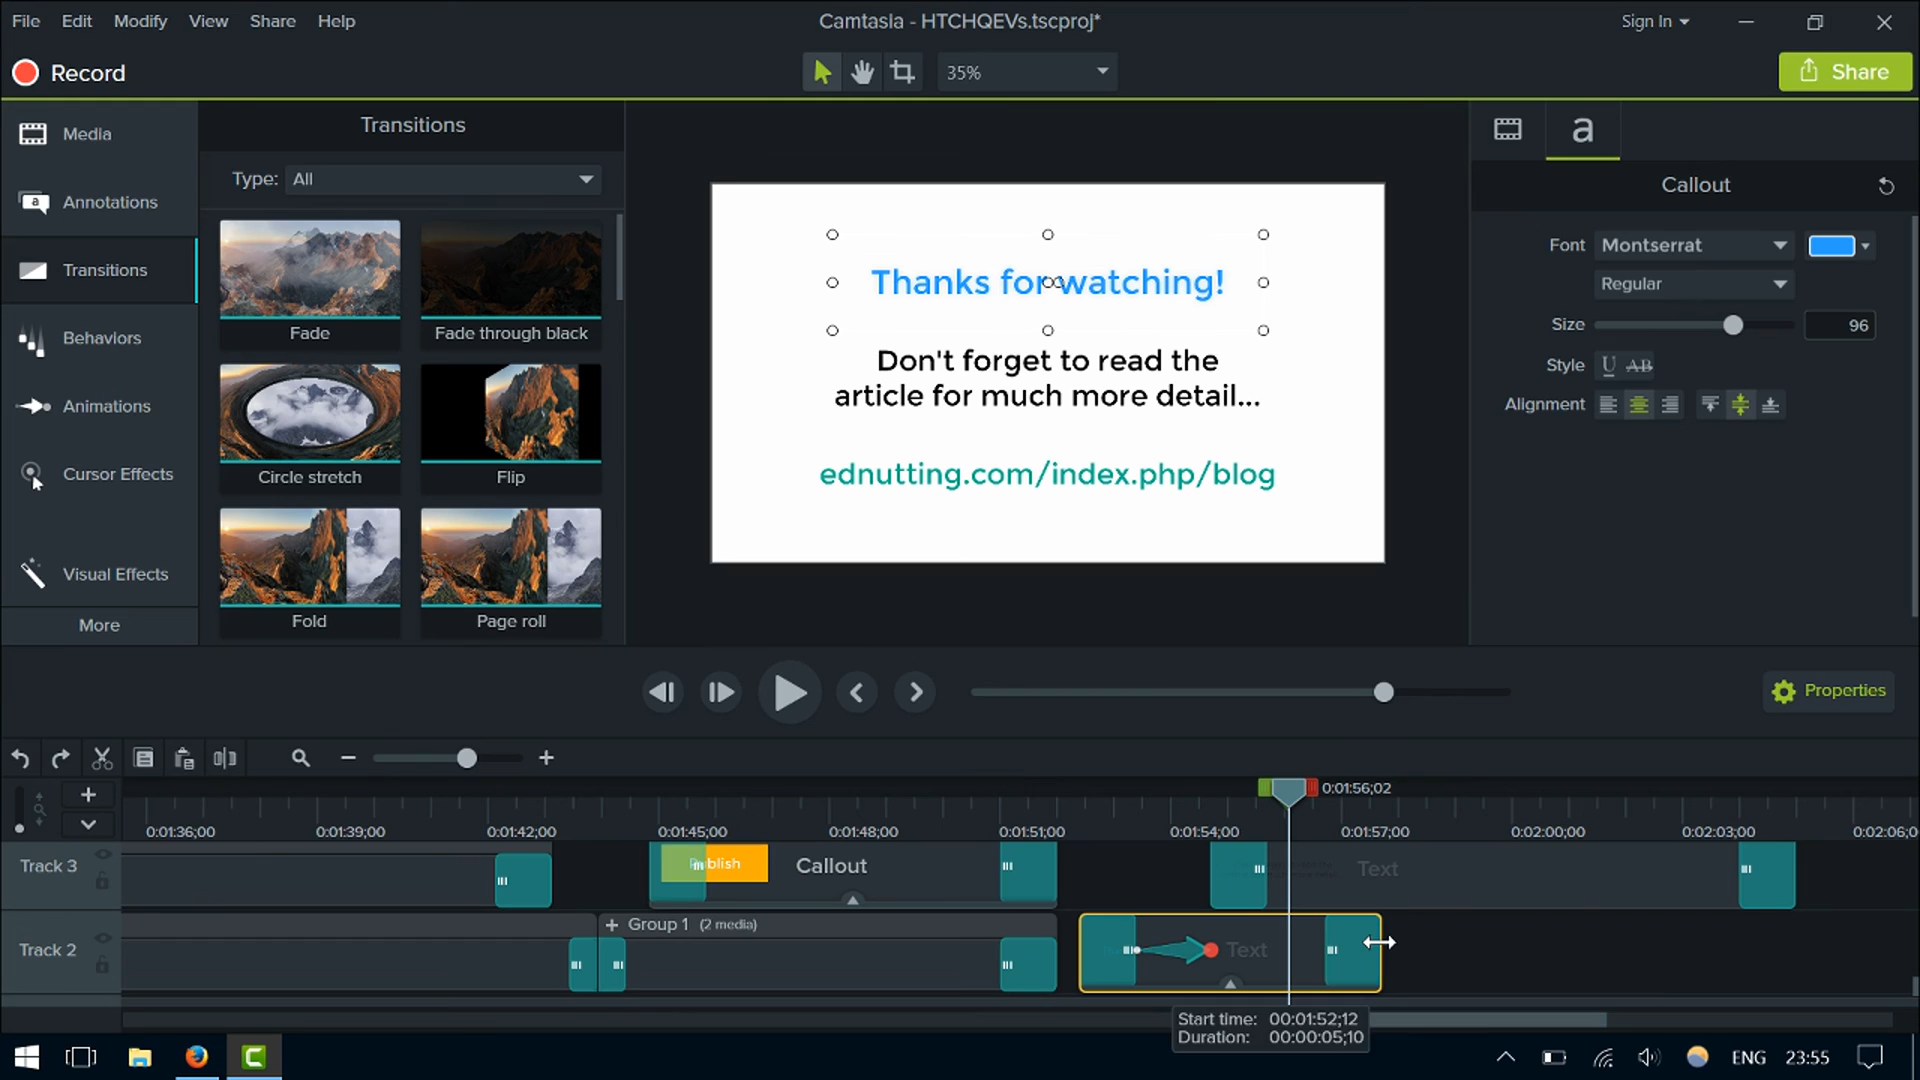 File Edit Modify View Share Help
Camtasia - HTCHQEVs.tscproj*
Sign In
Record
35%
Share
Media
Annotations
Transitions
Behaviors
Animations
Cursor Effects
Visual Effects
More
Transitions
Type: All
Fade
Fade through black
Circle stretch
Flip
Fold
Page roll
Thanks for watching!
Don't forget to read the
article for much more detail...
ednutting.com/index.php/blog
a
Callout
Font Montserrat
Regular
Size 96
Style U AB
Alignment
Properties
0:01:56;02
0:01:36;00 0:01:39;00 0:01:42;00 0:01:45;00 0:01:48;00 0:01:51;00 0:01:54;00 0:01:57;00 0:02:00;00 0:02:03;00 0:02:06;0
Track 3
Callout
Text
Track 2
Group 1 (2 media)
Text
Start time: 00:01:52;12
Duration: 00:00:05;10
ENG 23:55